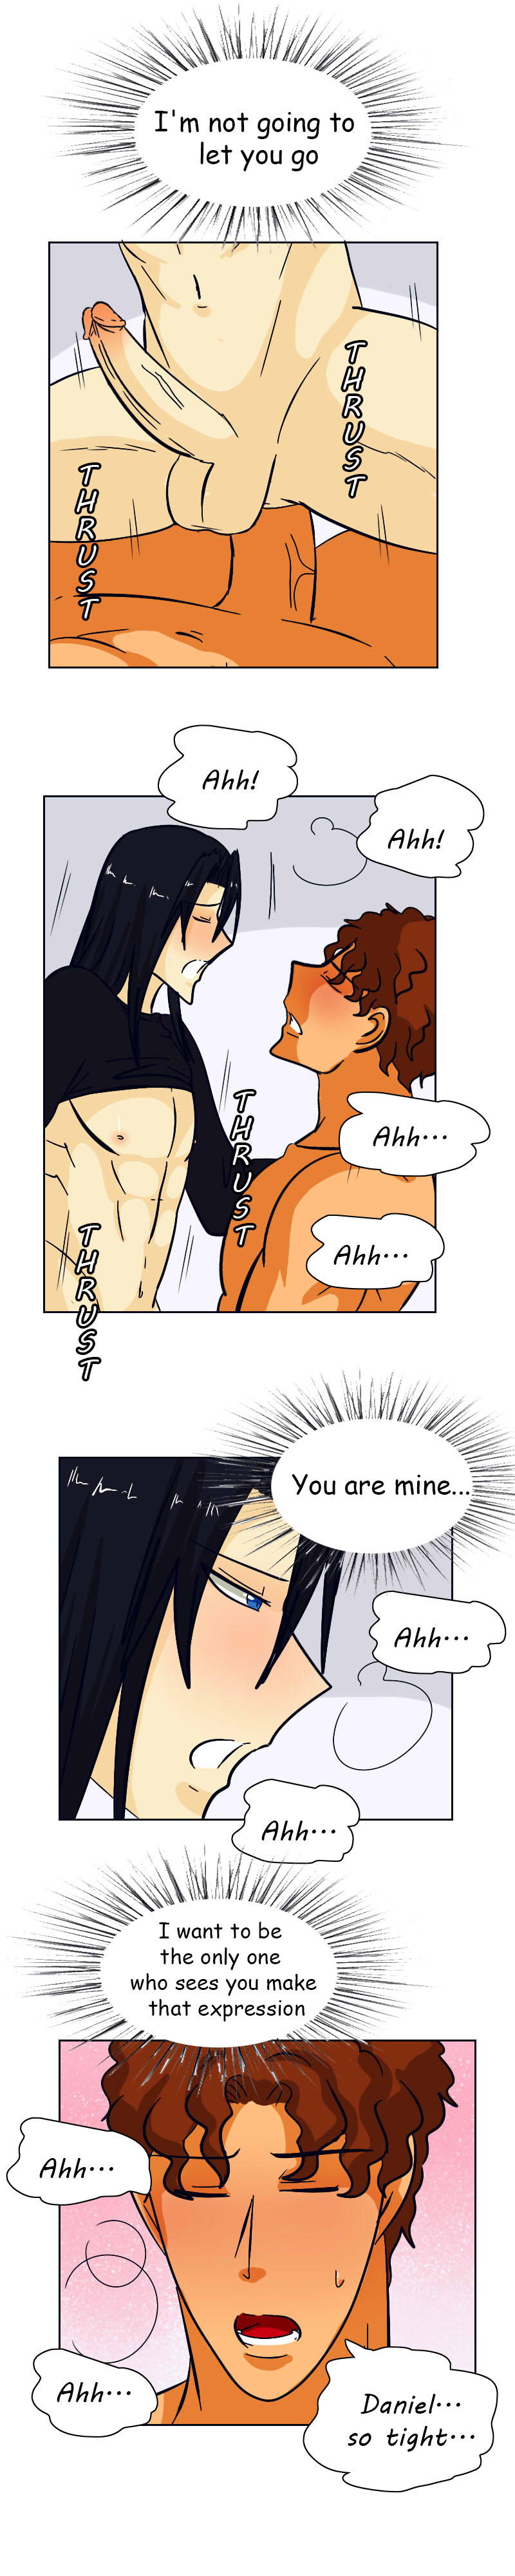 I'm not going to
let you go
THRUST
THRUST
Ahh!
Ahh!
Ahh...
THRUST
Ahh...
THRUST
You are mine...
Ahh...
Ahh...
I want to be
the only one
who sees you make
that expression
Ahh...
Ahh...
Daniel...
so tight...